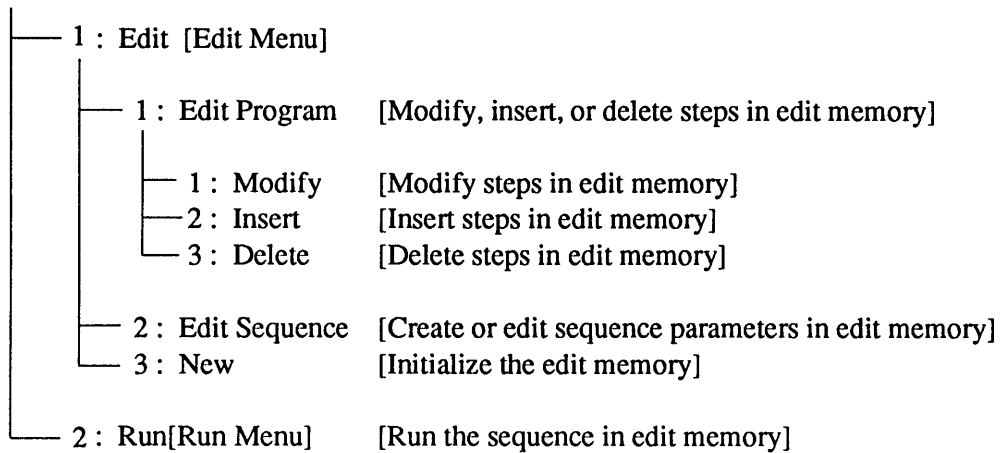 1 : Edit [Edit Menu]
1 : Edit Program [Modify, insert, or delete steps in edit memory]
1 : Modify [Modify steps in edit memory]
2 : Insert [Insert steps in edit memory]
3 : Delete [Delete steps in edit memory]
2 : Edit Sequence [Create or edit sequence parameters in edit memory]
3 : New [Initialize the edit memory]
2 : Run[Run Menu] [Run the sequence in edit memory]